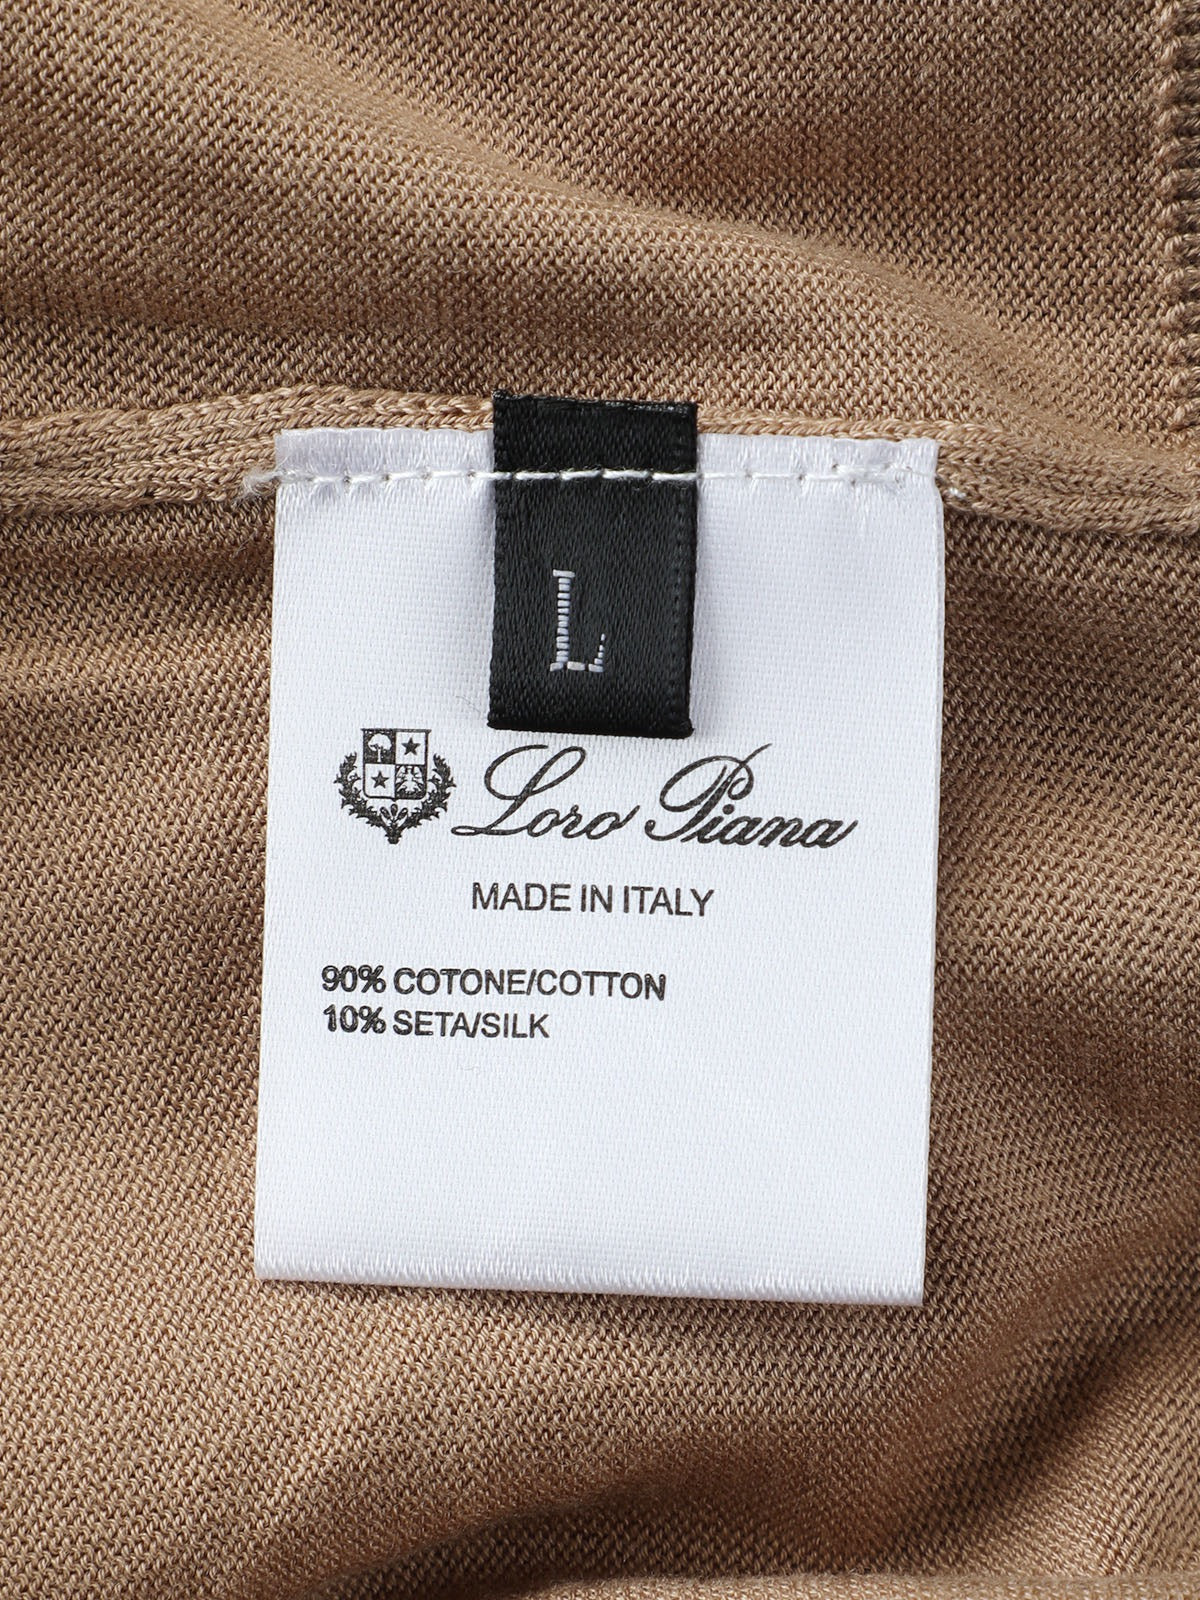 L
Loro Piana
MADE IN ITALY
90% COTONE/COTTON
10% SETA/SILK